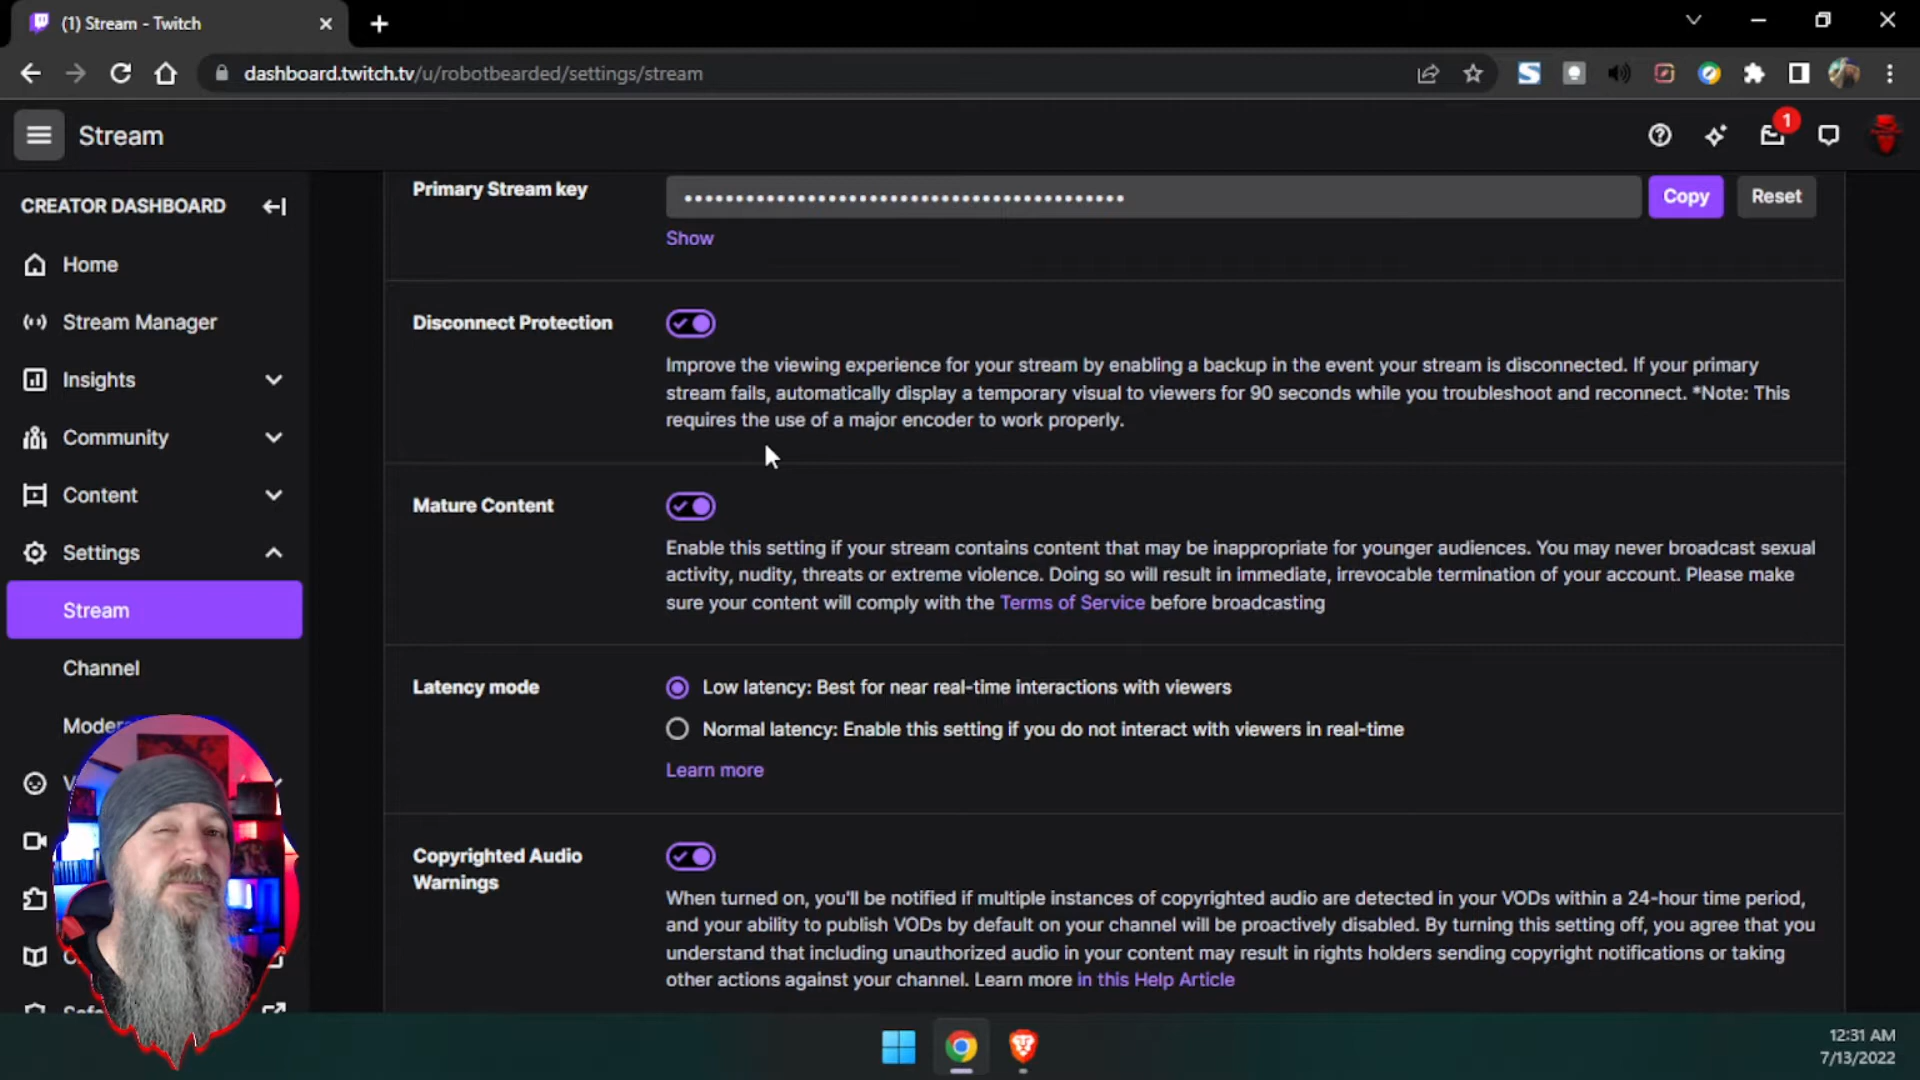 (1) Stream - Twitch
dashboard.twitch.tv/u/robotbearded/settings/stream
Stream
1
CREATOR DASHBOARD
Home
Stream Manager
Insights
Community
Content
Settings
Stream
Channel
Primary Stream key
Copy
Reset
Show
Disconnect Protection
Improve the viewing experience for your stream by enabling a backup in the event your stream is disconnected. If your primary
stream fails, automatically display a temporary visual to viewers for 90 seconds while you troubleshoot and reconnect. *Note: This
requires the use of a major encoder to work properly.
Mature Content
Enable this setting if your stream contains content that may be inappropriate for younger audiences. You may never broadcast sexual
activity, nudity, threats or extreme violence. Doing so will result in immediate, irrevocable termination of your account. Please make
sure your content will comply with the Terms of Service before broadcasting
Latency mode
Low latency: Best for near real-time interactions with viewers
Normal latency: Enable this setting if you do not interact with viewers in real-time
Learn more
Copyrighted Audio
Warnings
When turned on, you'll be notified if multiple instances of copyrighted audio are detected in your VODs within a 24-hour time period,
and your ability to publish VODs by default on your channel will be proactively disabled. By turning this setting off, you agree that you
understand that including unauthorized audio in your content may result in rights holders sending copyright notifications or taking
other actions against your channel. Learn more in this Help Article
12:31 AM
7/13/2022